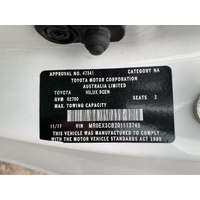 APPROVAL NO. 47341 CATEGORY NA
TOYOTA MOTOR CORPORATION
AUSTRALIA LIMITED
TOYOTA HILUX 8GEN
GVM 02700 SEATS 2
MAX. TOWING CAPACITY
11/17 VIN MR0EX3CB201113749
THIS VEHICLE WAS MANUFACTURED TO COMPLY
WITH THE MOTOR VEHICLE STANDARDS ACT 1989